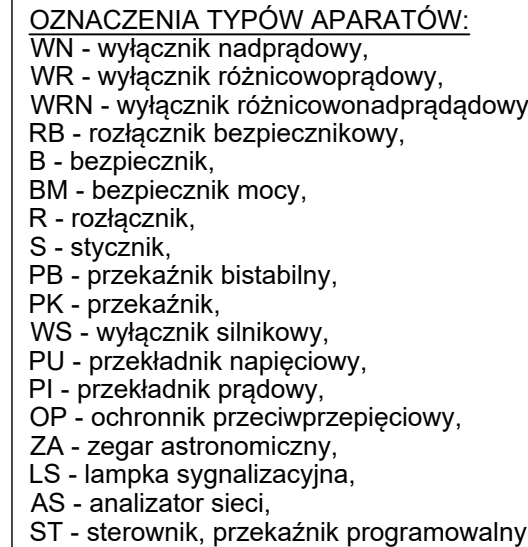 OZNACZENIA TYPÓW APARATÓW:
WN - wyłącznik nadprądowy,
WR - wyłącznik różnicowoprądowy,
WRN - wyłącznik różnicowonadprądądowy
RB - rozłącznik bezpiecznikowy,
B - bezpiecznik,
BM - bezpiecznik mocy,
R - rozłącznik,
S - stycznik,
PB - przekaźnik bistabilny,
PK - przekaźnik,
WS - wyłącznik silnikowy,
PU - przekładnik napięciowy,
PI - przekładnik prądowy,
OP - ochronnik przeciwprzepięciowy,
ZA - zegar astronomiczny,
LS - lampka sygnalizacyjna,
AS - analizator sieci,
ST - sterownik, przekaźnik programowalny